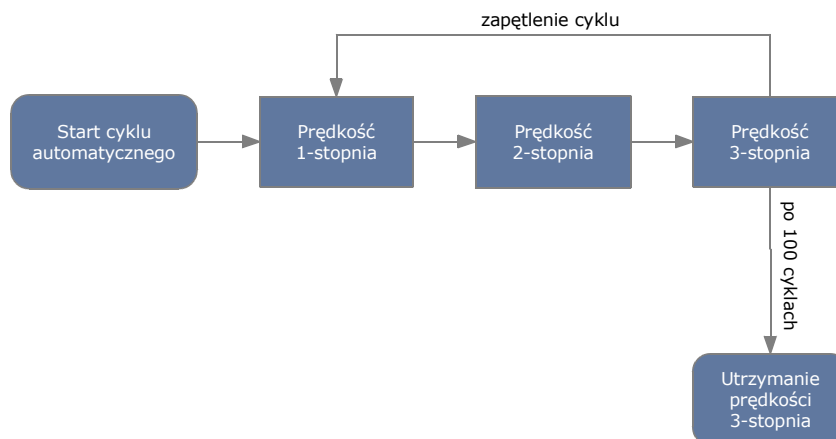 zapętlenie cyklu
Start cyklu
automatycznego
Prędkość
1-stopnia
Prędkość
2-stopnia
Prędkość
3-stopnia
po 100 cyklach
Utrzymanie
prędkości
3-stopnia